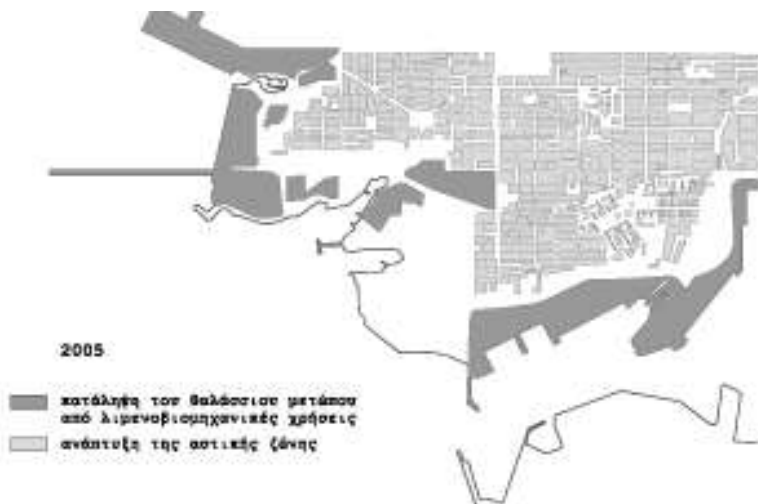 2005
κατάληψη του θαλάσσιου μετώπου
από λιμενοβιομηχανικές χρήσεις
ανάπτυξη της αστικής ζώνης